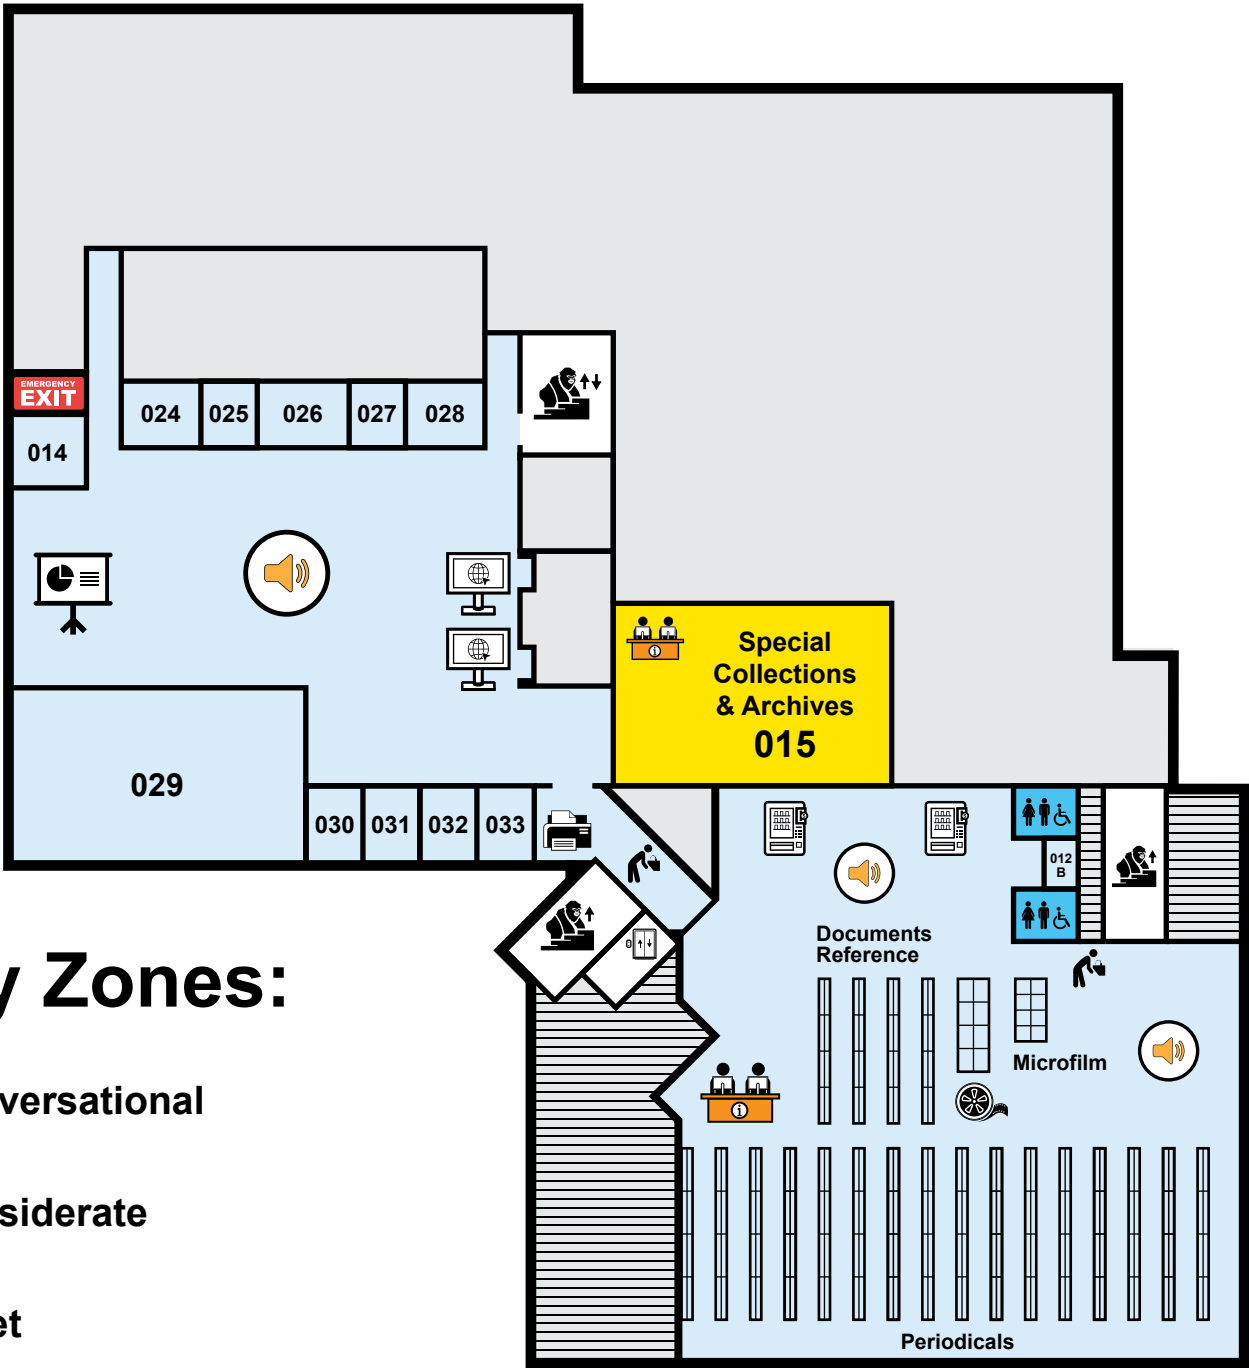 EMERGENCY
EXIT
014
024
025
026
027
028
Special
Collections
& Archives
015
029
030
031
032
033
012
B
Documents
Reference
Microfilm
Periodicals
0
y Zones:
versational
siderate
et